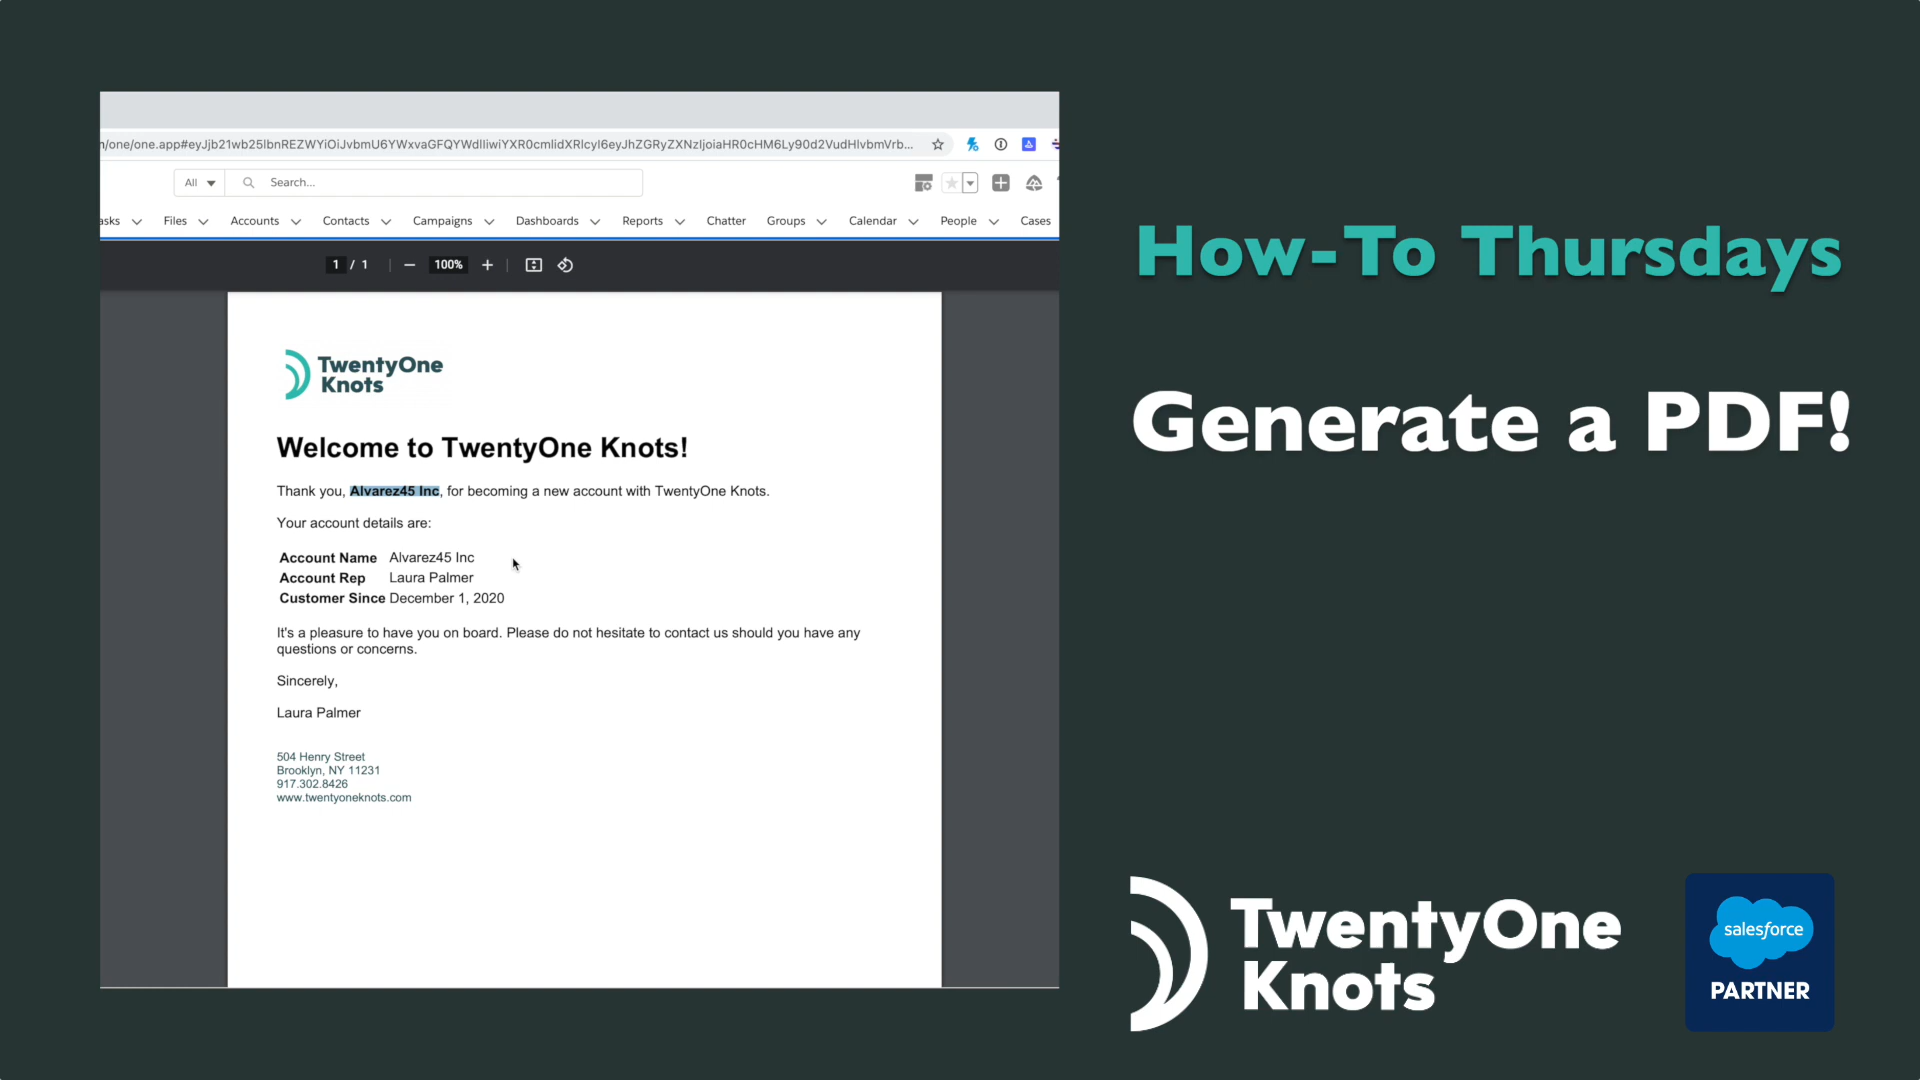 All
Search...
asks Files Accounts Contacts Campaigns Dashboards Reports Chatter Groups Calendar People Cases
1 / 1 — 100% +
TwentyOne
Knots
Welcome to TwentyOne Knots!
Thank you, Alvarez45 Inc, for becoming a new account with TwentyOne Knots.
Your account details are:
Account Name Alvarez45 Inc
Account Rep Laura Palmer
Customer Since December 1, 2020
It's a pleasure to have you on board. Please do not hesitate to contact us should you have any
questions or concerns.
Sincerely,
Laura Palmer
504 Henry Street
Brooklyn, NY 11231
917.302.8426
www.twentyoneknots.com
How-To Thursdays
Generate a PDF!
TwentyOne
Knots
salesforce
PARTNER